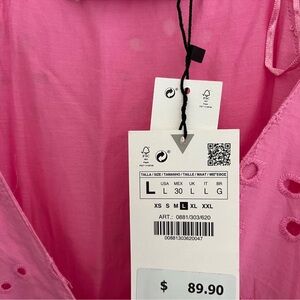 TALLA / SIZE / TAMANHO / TAILLE / MAAT / ΜΕΓΕΘΟΣ
L
USA MEX UK IT BR
L 30 L L G
XS S M L XL XXL
ART.: 0881/303/620
00881303620047
$ 89.90